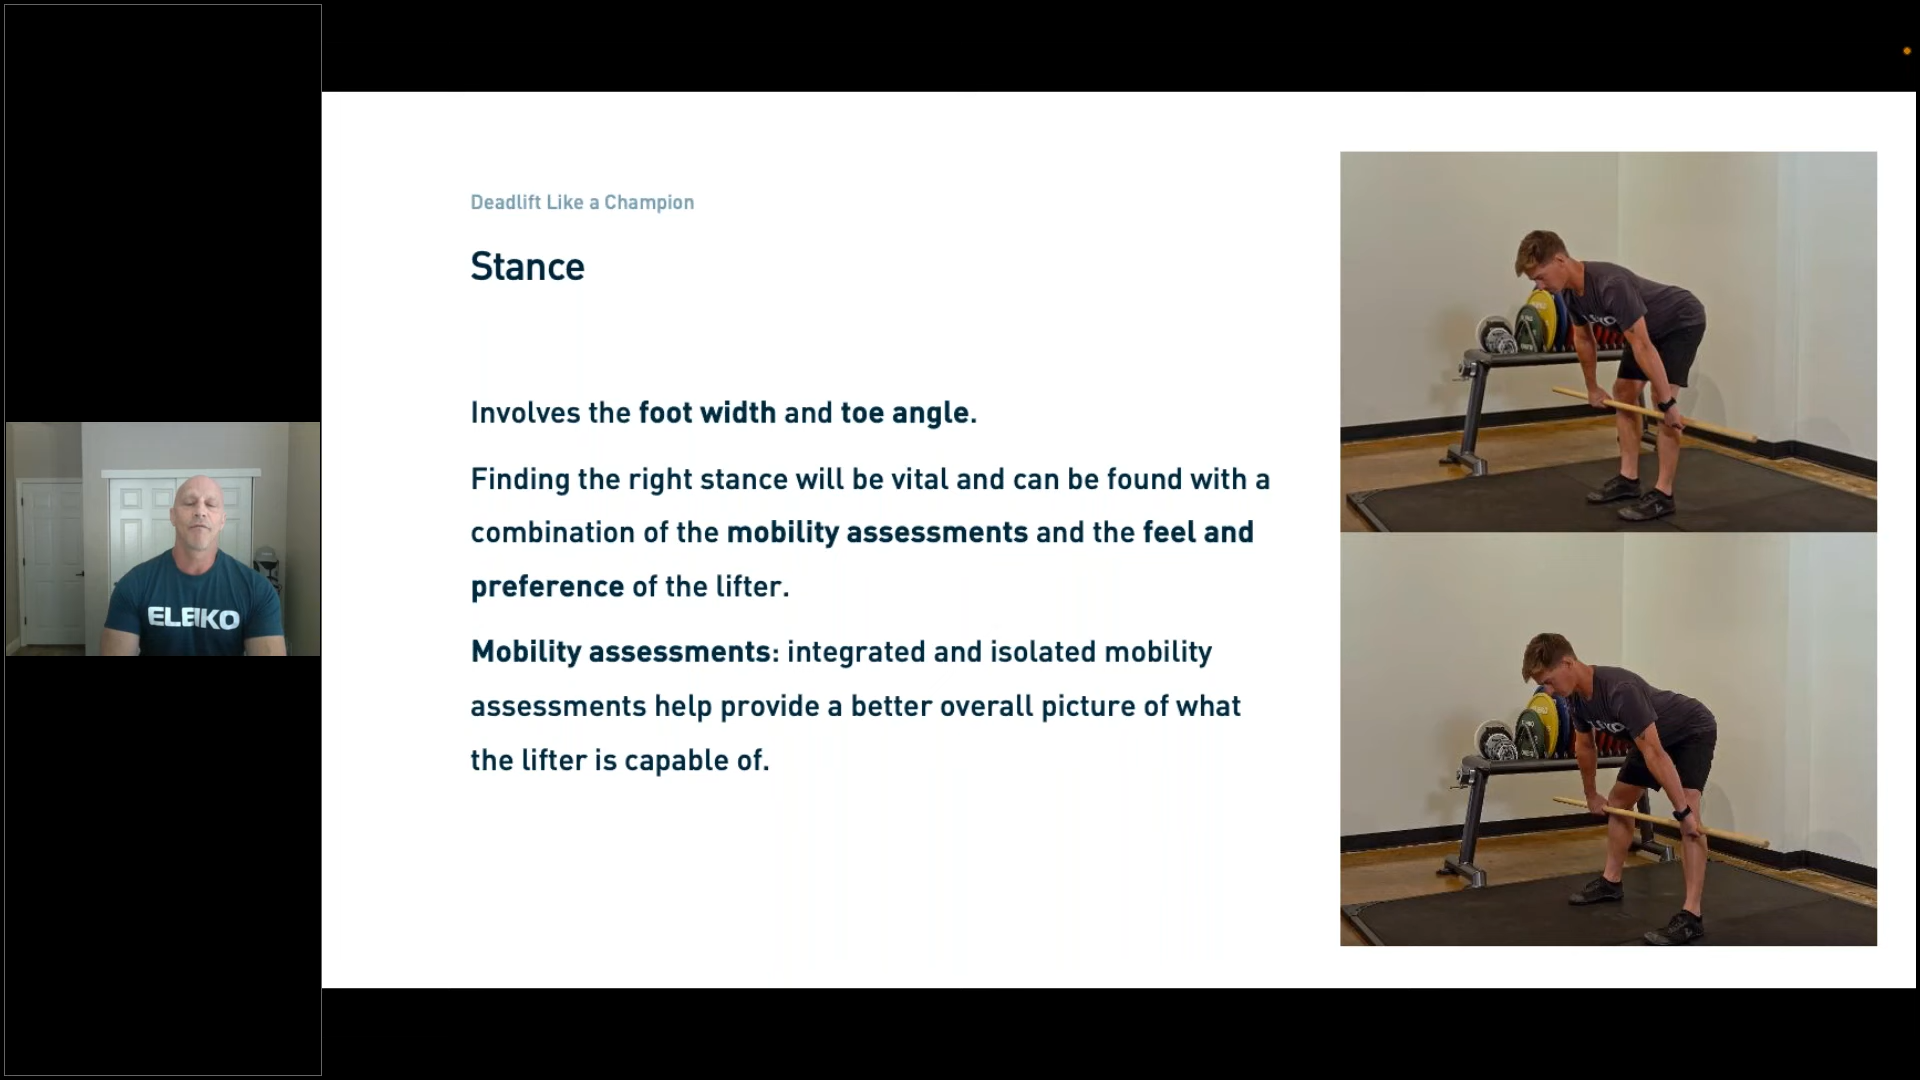 Deadlift Like a Champion
Stance
Involves the foot width and toe angle.
Finding the right stance will be vital and can be found with a
combination of the mobility assessments and the feel and
preference of the lifter.
Mobility assessments: integrated and isolated mobility
assessments help provide a better overall picture of what
the lifter is capable of.
ELEIKO